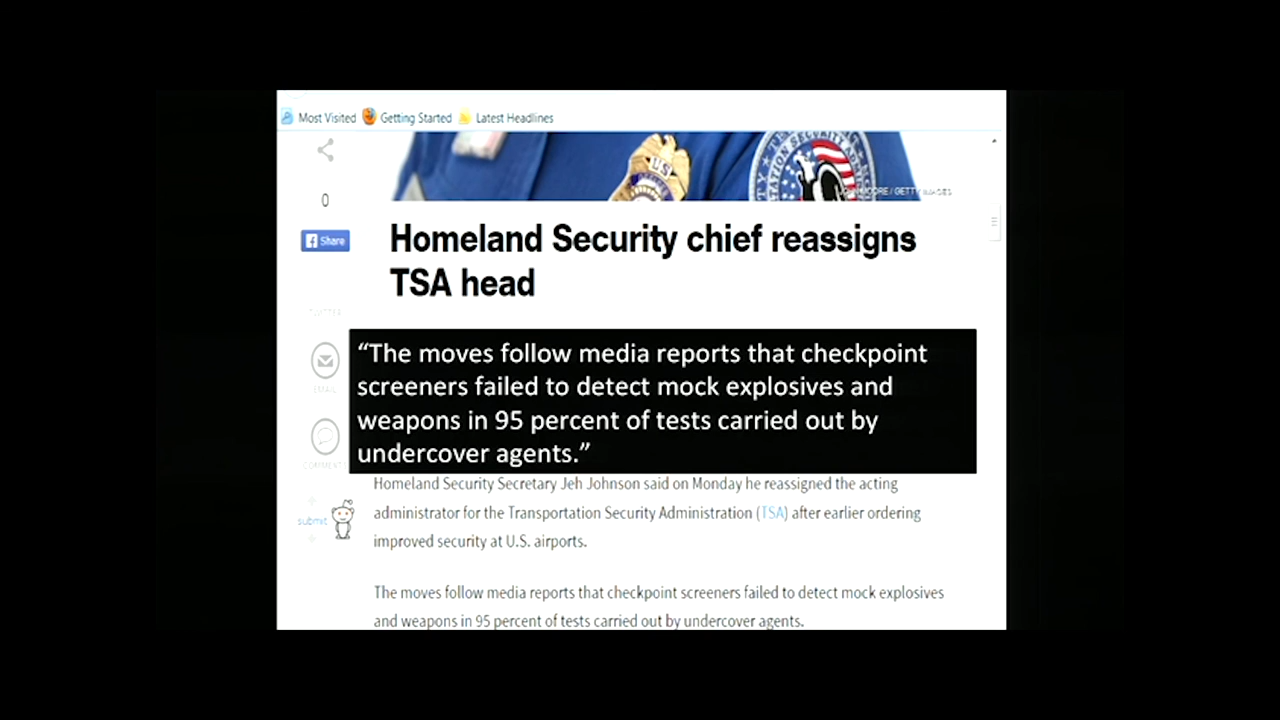 Most Visited Getting Started Latest Headlines
0
Share
Homeland Security chief reassigns
TSA head
TWITTER
“The moves follow media reports that checkpoint
screeners failed to detect mock explosives and
weapons in 95 percent of tests carried out by
undercover agents.”
EMAIL
Homeland Security Secretary Jeh Johnson said on Monday he reassigned the acting
administrator for the Transportation Security Administration (TSA) after earlier ordering
improved security at U.S. airports.
submit
The moves follow media reports that checkpoint screeners failed to detect mock explosives
and weapons in 95 percent of tests carried out by undercover agents.